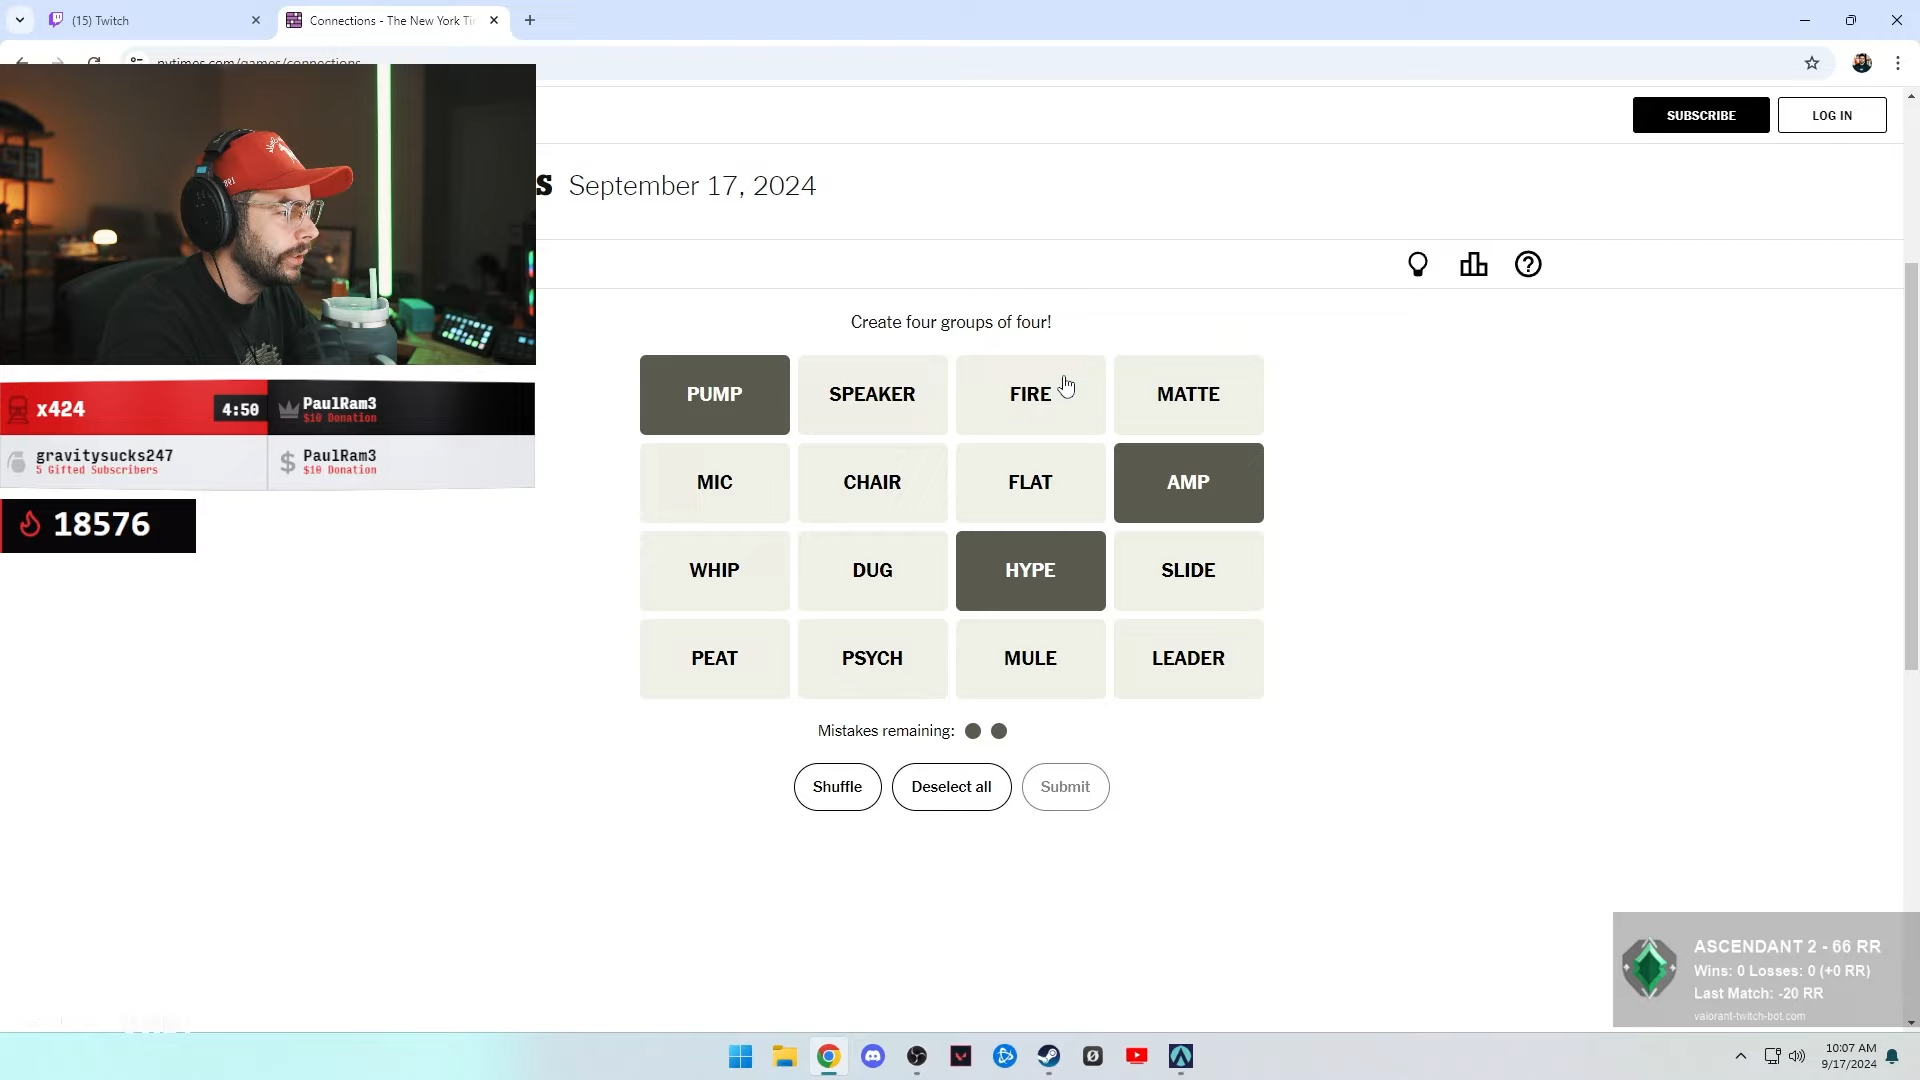 (15) Twitch
Connections - The New York Ti
nytimes.com/games/connections
SUBSCRIBE
LOG IN
S September 17, 2024
Create four groups of four!
PUMP SPEAKER FIRE MATTE
MIC CHAIR FLAT AMP
WHIP DUG HYPE SLIDE
PEAT PSYCH MULE LEADER
Mistakes remaining:
Shuffle
Deselect all
Submit
x424
4:50
PaulRam3
$10 Donation
gravitysucks247
5 Gifted Subscribers
PaulRam3
$10 Donation
18576
ASCENDANT 2 - 66 RR
Wins: 0 Losses: 0 (+0 RR)
Last Match: -20 RR
valorant-twitch-bot.com
10:07 AM
9/17/2024